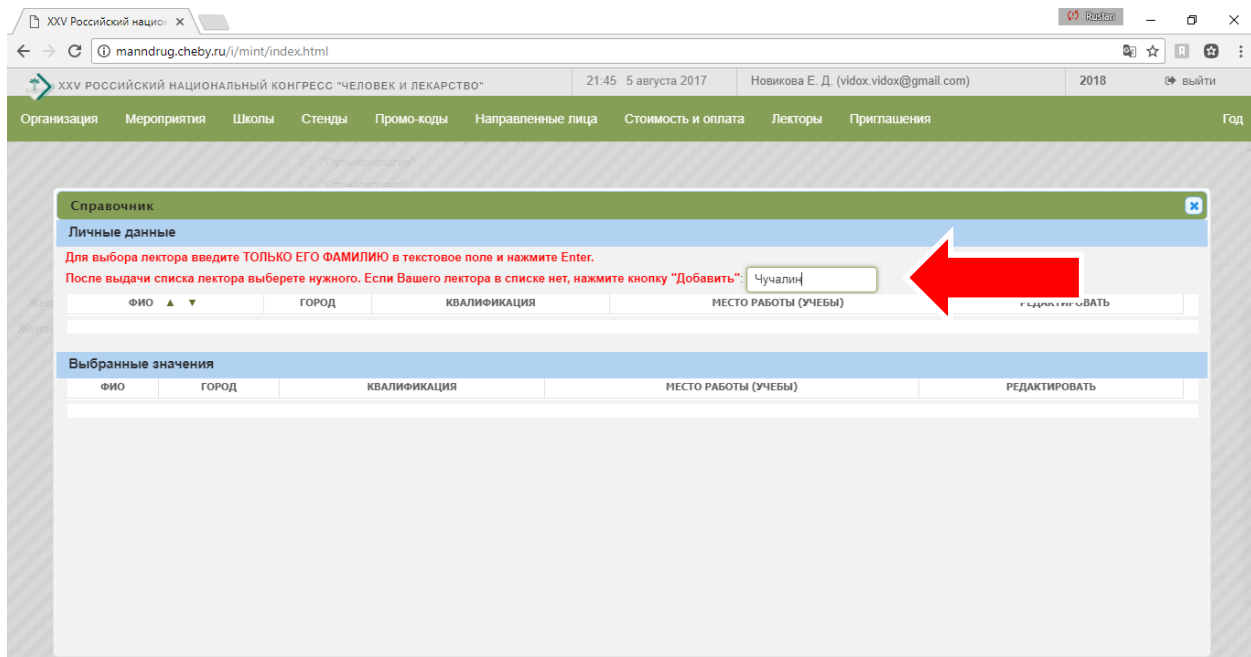 XXV Российский национ
Ruslan
manndrug.cheby.ru/i/mint/index.html
XXV РОССИЙСКИЙ НАЦИОНАЛЬНЫЙ КОНГРЕСС "ЧЕЛОВЕК И ЛЕКАРСТВО" 21:45 5 августа 2017 Новикова Е. Д. (vidox.vidox@gmail.com) 2018 выйти
Организация Мероприятия Школы Стенды Промо-коды Направленные лица Стоимость и оплата Лекторы Приглашения Год
"Пульмонология"
Справочник
Личные данные
Для выбора лектора введите ТОЛЬКО ЕГО ФАМИЛИЮ в текстовое поле и нажмите Enter.
После выдачи списка лектора выберете нужного. Если Вашего лектора в списке нет, нажмите кнопку "Добавить": Чучалин
ФИО ▲ ▼ ГОРОД КВАЛИФИКАЦИЯ МЕСТО РАБОТЫ (УЧЕБЫ) РЕДАКТИРОВАТЬ
Выбранные значения
ФИО ГОРОД КВАЛИФИКАЦИЯ МЕСТО РАБОТЫ (УЧЕБЫ) РЕДАКТИРОВАТЬ